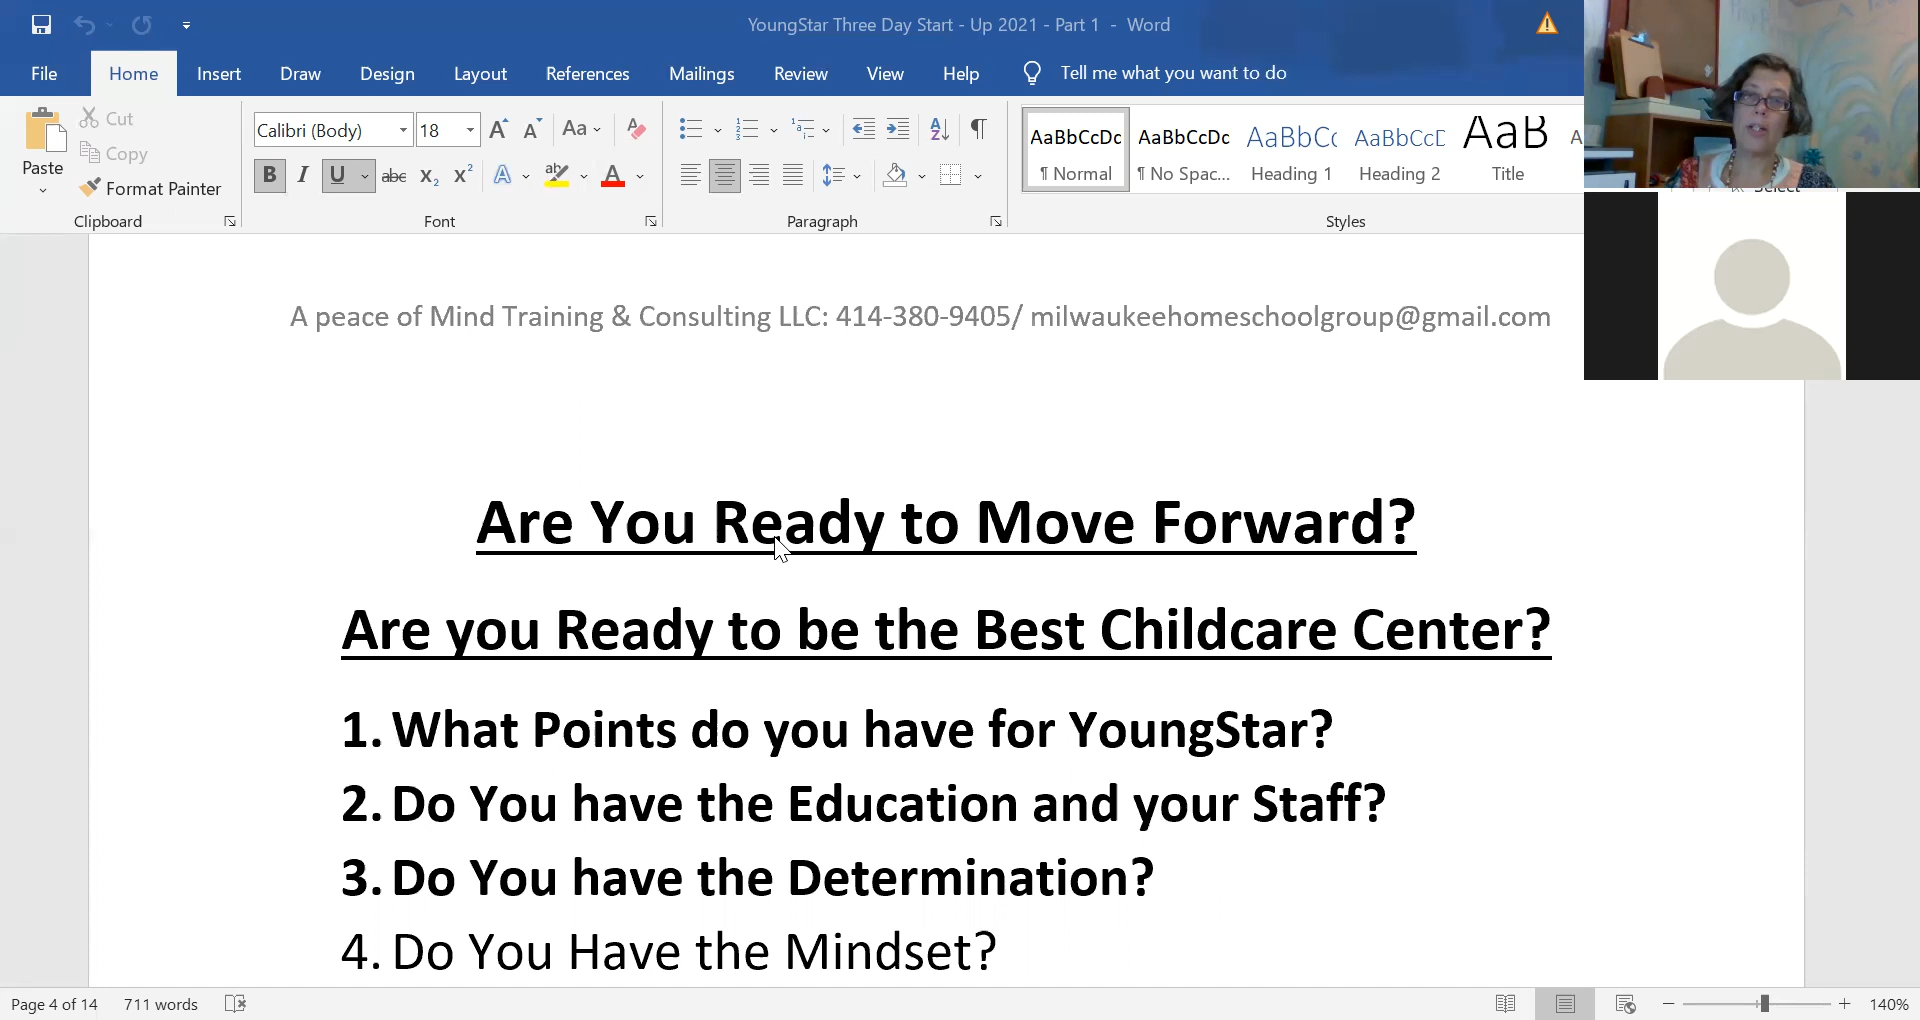 YoungStar Three Day Start - Up 2021 - Part 1 - Word
File Home Insert Draw Design Layout References Mailings Review View Help Tell me what you want to do
Cut
Copy
Paste
Format Painter
Clipboard
Calibri (Body) 18
Aa
B I U abc X₂ X² A ab A
Font
Paragraph
AaBbCcDc AaBbCcDc AaBbCc AaBbCcD AaB A
¶ Normal ¶ No Spac... Heading 1 Heading 2 Title
Select
Styles
A peace of Mind Training & Consulting LLC: 414-380-9405/ milwaukeehomeschoolgroup@gmail.com
Are You Ready to Move Forward?
Are you Ready to be the Best Childcare Center?
1. What Points do you have for YoungStar?
2. Do You have the Education and your Staff?
3. Do You have the Determination?
4. Do You Have the Mindset?
Page 4 of 14 711 words 140%